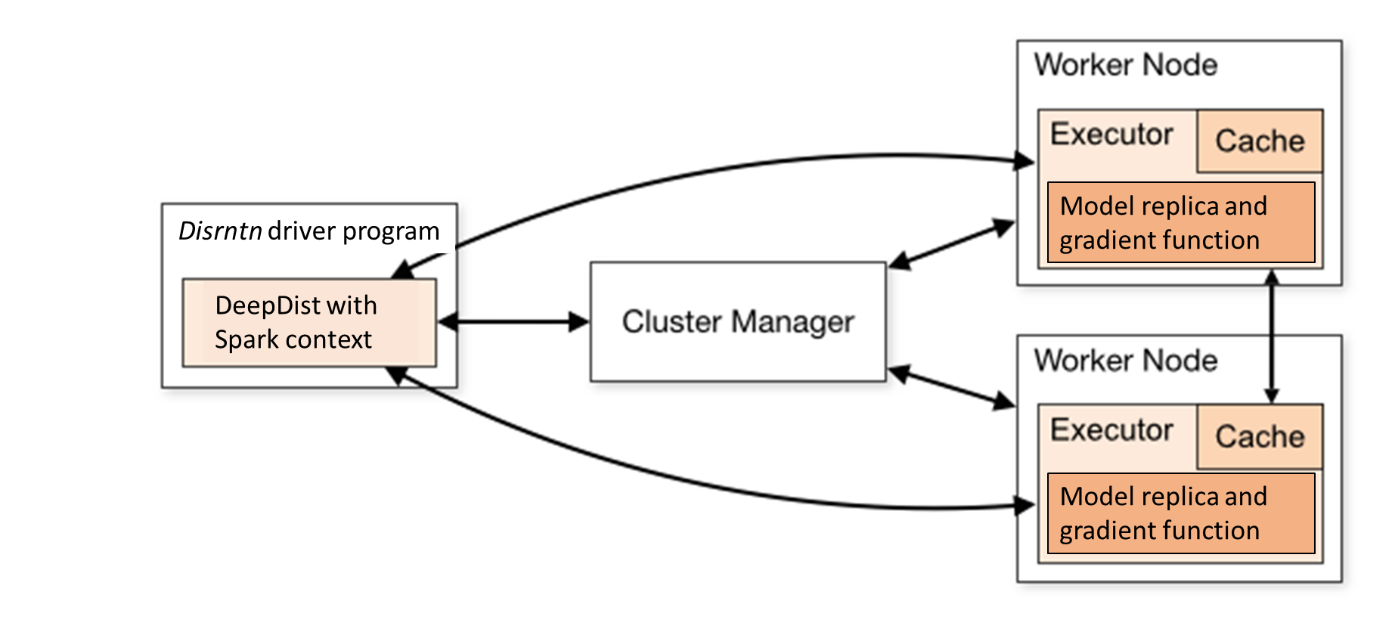 Worker Node
Executor
Cache
Model replica and
gradient function
Disrntn driver program
DeepDist with
Spark context
Cluster Manager
Worker Node
Executor
Cache
Model replica and
gradient function